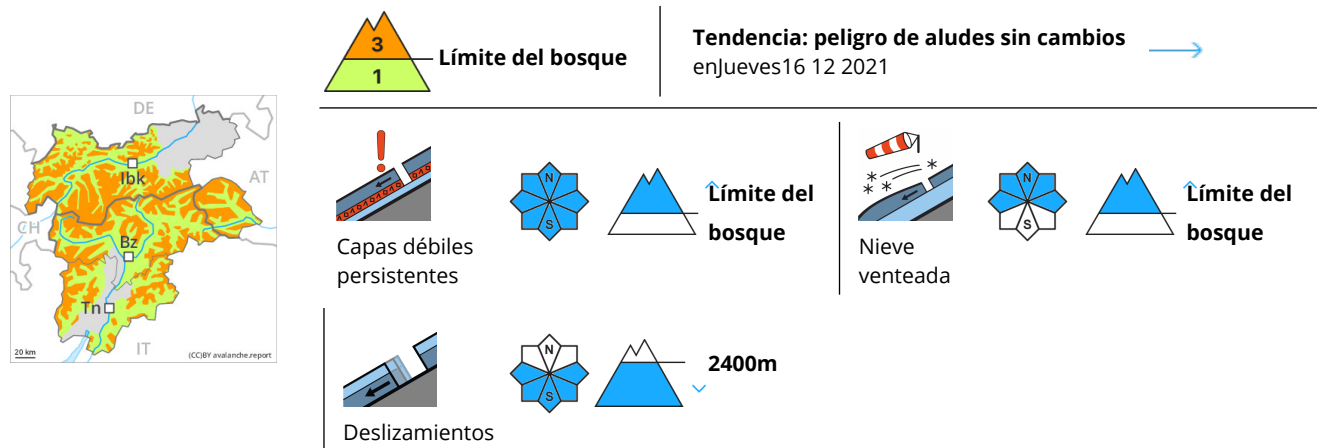 3
1
Límite del bosque
Tendencia: peligro de aludes sin cambios
enJueves16 12 2021
DE
AT
CH
IT
Ibk
Bz
Tn
20 km
(CC)BY avalanche.report
N
S
Límite del
bosque
Capas débiles
persistentes
N
S
Límite del
bosque
Nieve
venteada
N
S
2400m
Deslizamientos